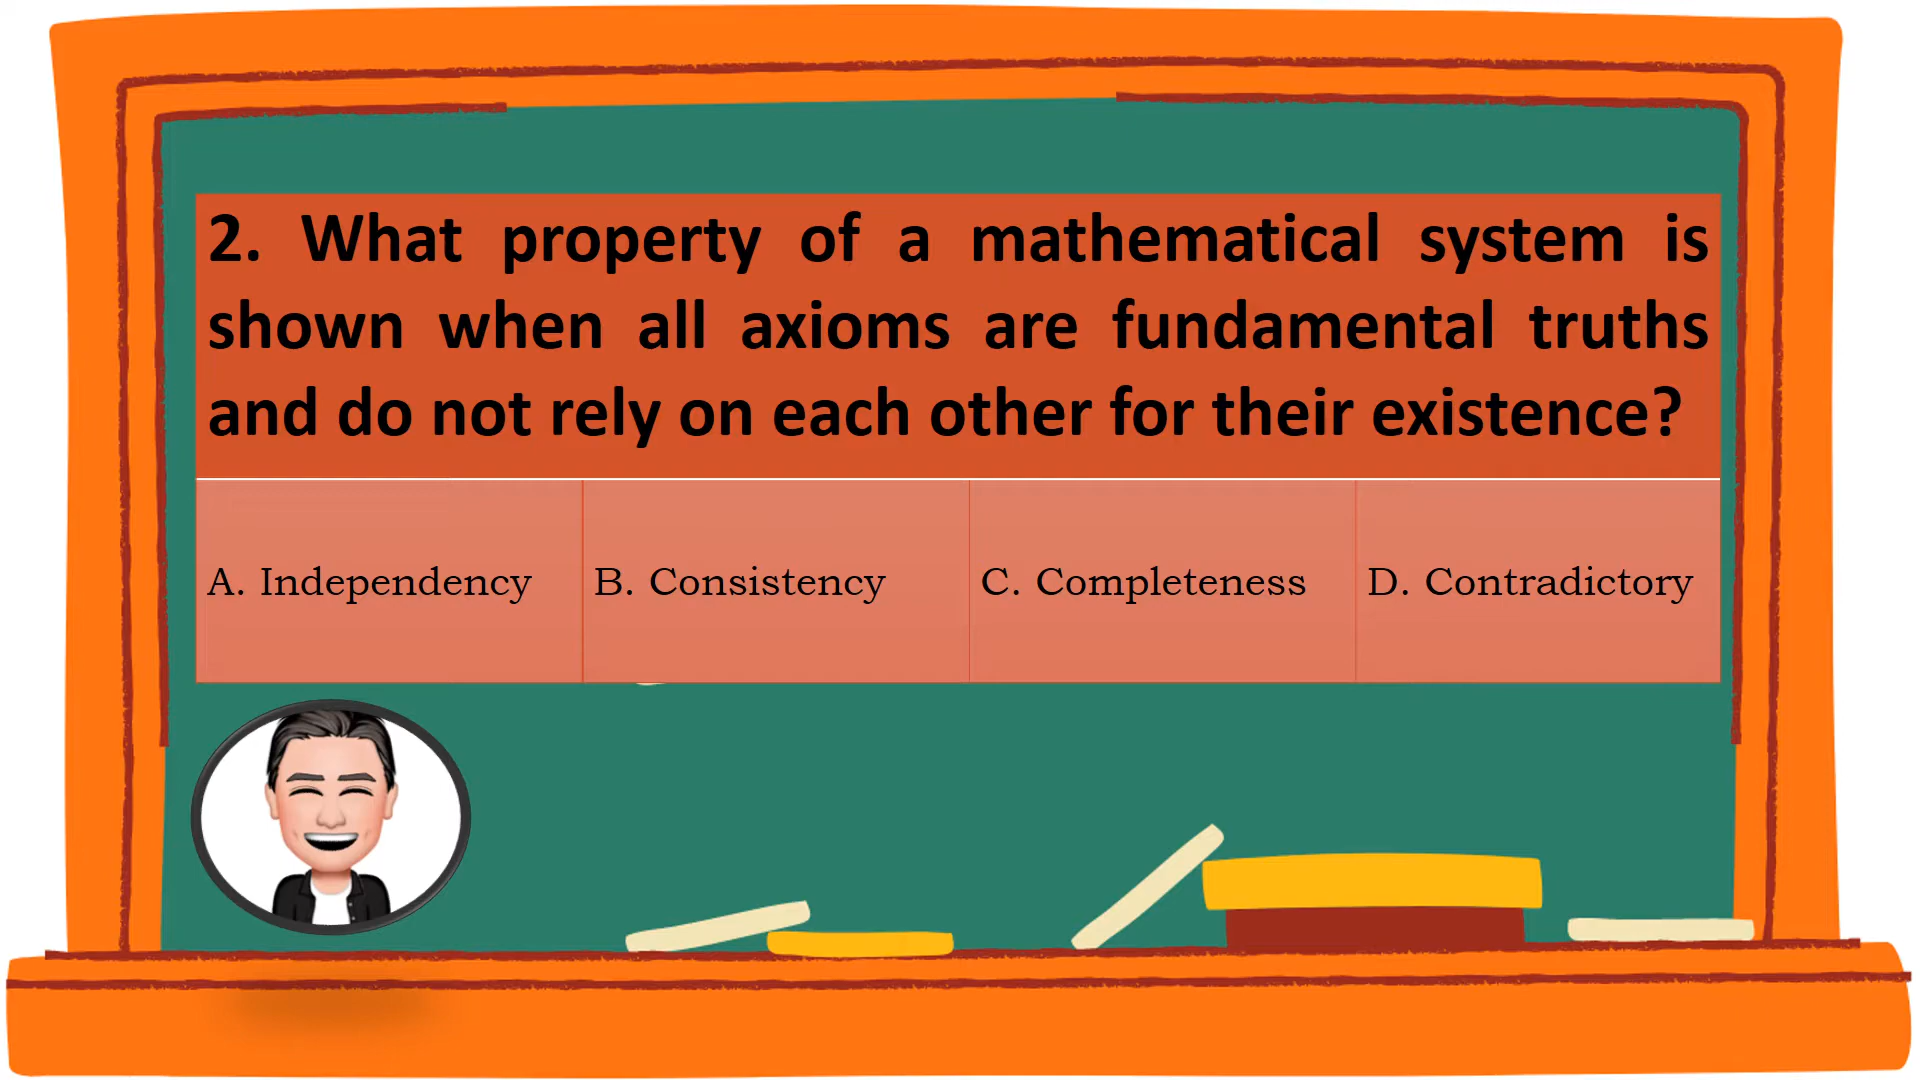 2. What property of a mathematical system is
shown when all axioms are fundamental truths
and do not rely on each other for their existence?
A. Independency
B. Consistency
C. Completeness
D. Contradictory